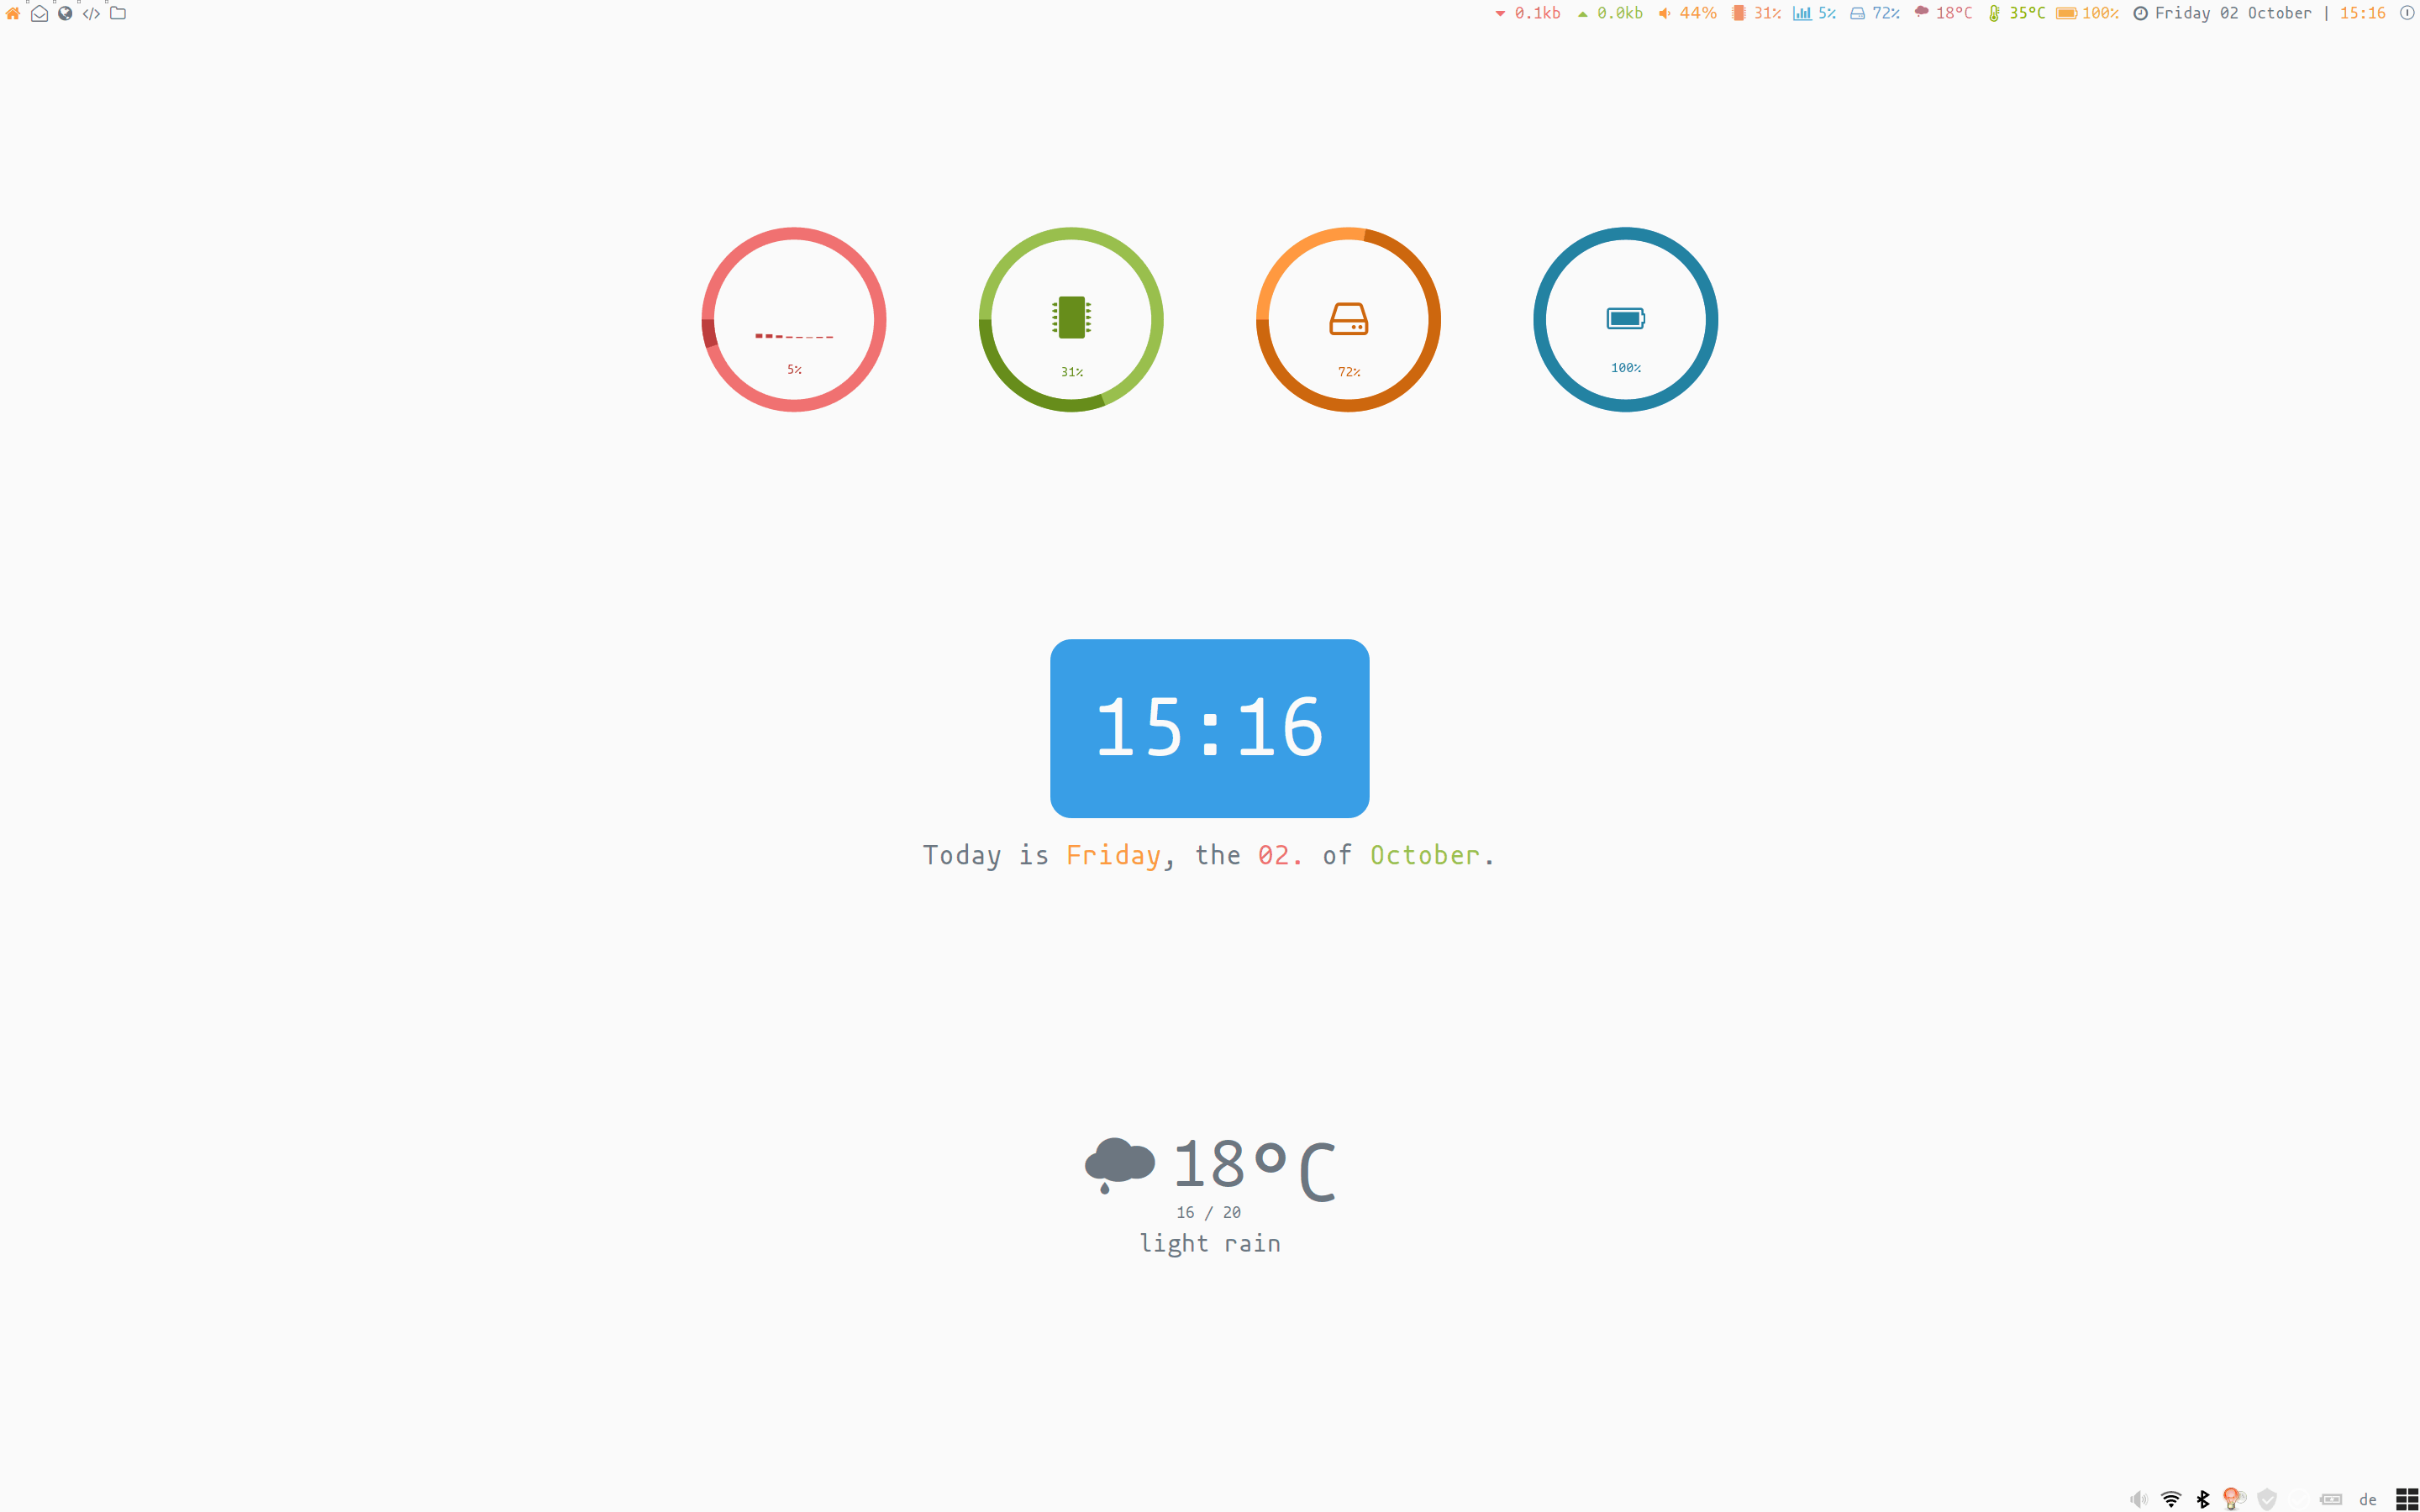 0.1kb 0.0kb 44% 31% 5% 72% 18°C 35°C 100% Friday 02 October | 15:16
5% 31% 72% 100%
15:16
Today is Friday, the 02. of October.
18°C
16 / 20
light rain
de